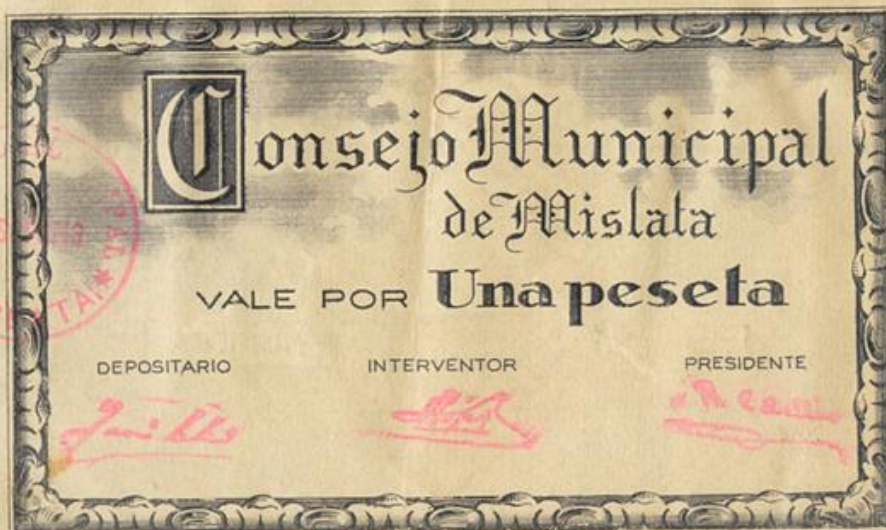 Consejo Municipal
de Mislata
VALE POR Una peseta
DEPOSITARIO INTERVENTOR PRESIDENTE